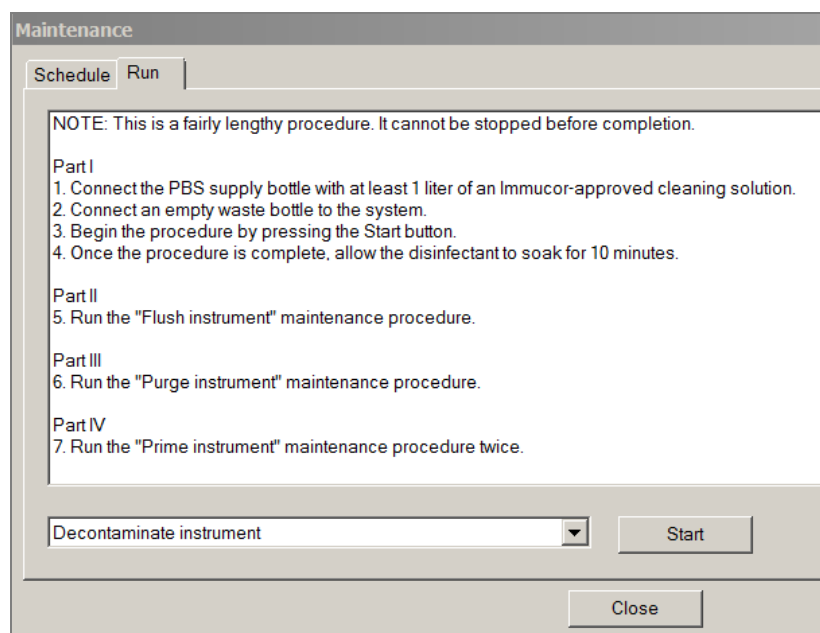 Maintenance
Schedule Run
NOTE: This is a fairly lengthy procedure. It cannot be stopped before completion.
Part I
1. Connect the PBS supply bottle with at least 1 liter of an Immucor-approved cleaning solution.
2. Connect an empty waste bottle to the system.
3. Begin the procedure by pressing the Start button.
4. Once the procedure is complete, allow the disinfectant to soak for 10 minutes.
Part II
5. Run the "Flush instrument" maintenance procedure.
Part III
6. Run the "Purge instrument" maintenance procedure.
Part IV
7. Run the "Prime instrument" maintenance procedure twice.
Decontaminate instrument Start
Close